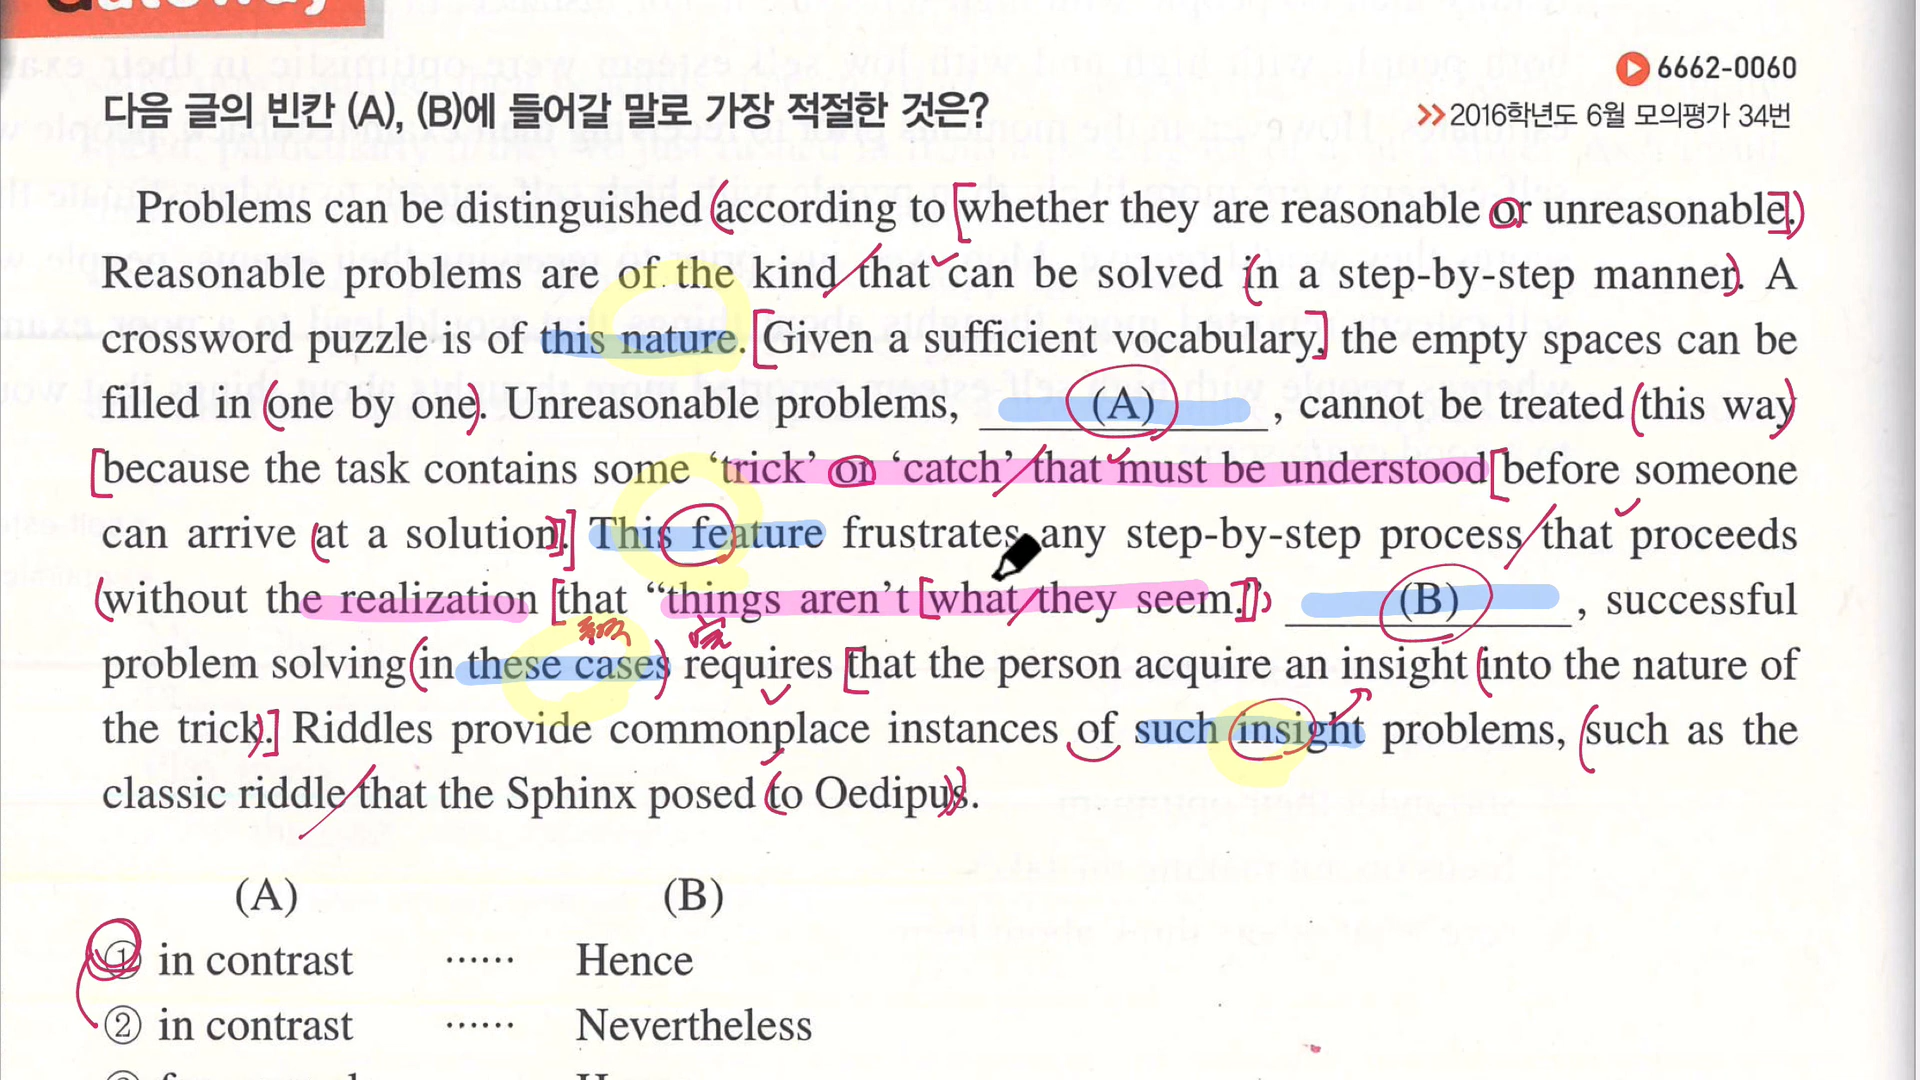 Gateway
6662-0060
다음 글의 빈칸 (A), (B)에 들어갈 말로 가장 적절한 것은?
>>2016학년도 6월 모의평가 34번
Problems can be distinguished according to whether they are reasonable or unreasonable.
Reasonable problems are of the kind that can be solved in a step-by-step manner. A
crossword puzzle is of this nature. Given a sufficient vocabulary, the empty spaces can be
filled in one by one. Unreasonable problems, (A) , cannot be treated this way
because the task contains some ‘trick’ or ‘catch’ that must be understood before someone
can arrive at a solution. This feature frustrates any step-by-step process that proceeds
without the realization that “things aren’t what they seem.” (B) , successful
problem solving in these cases requires that the person acquire an insight into the nature of
the trick. Riddles provide commonplace instances of such insight problems, such as the
classic riddle that the Sphinx posed to Oedipus.
(A) (B)
① in contrast ...... Hence
② in contrast ...... Nevertheless